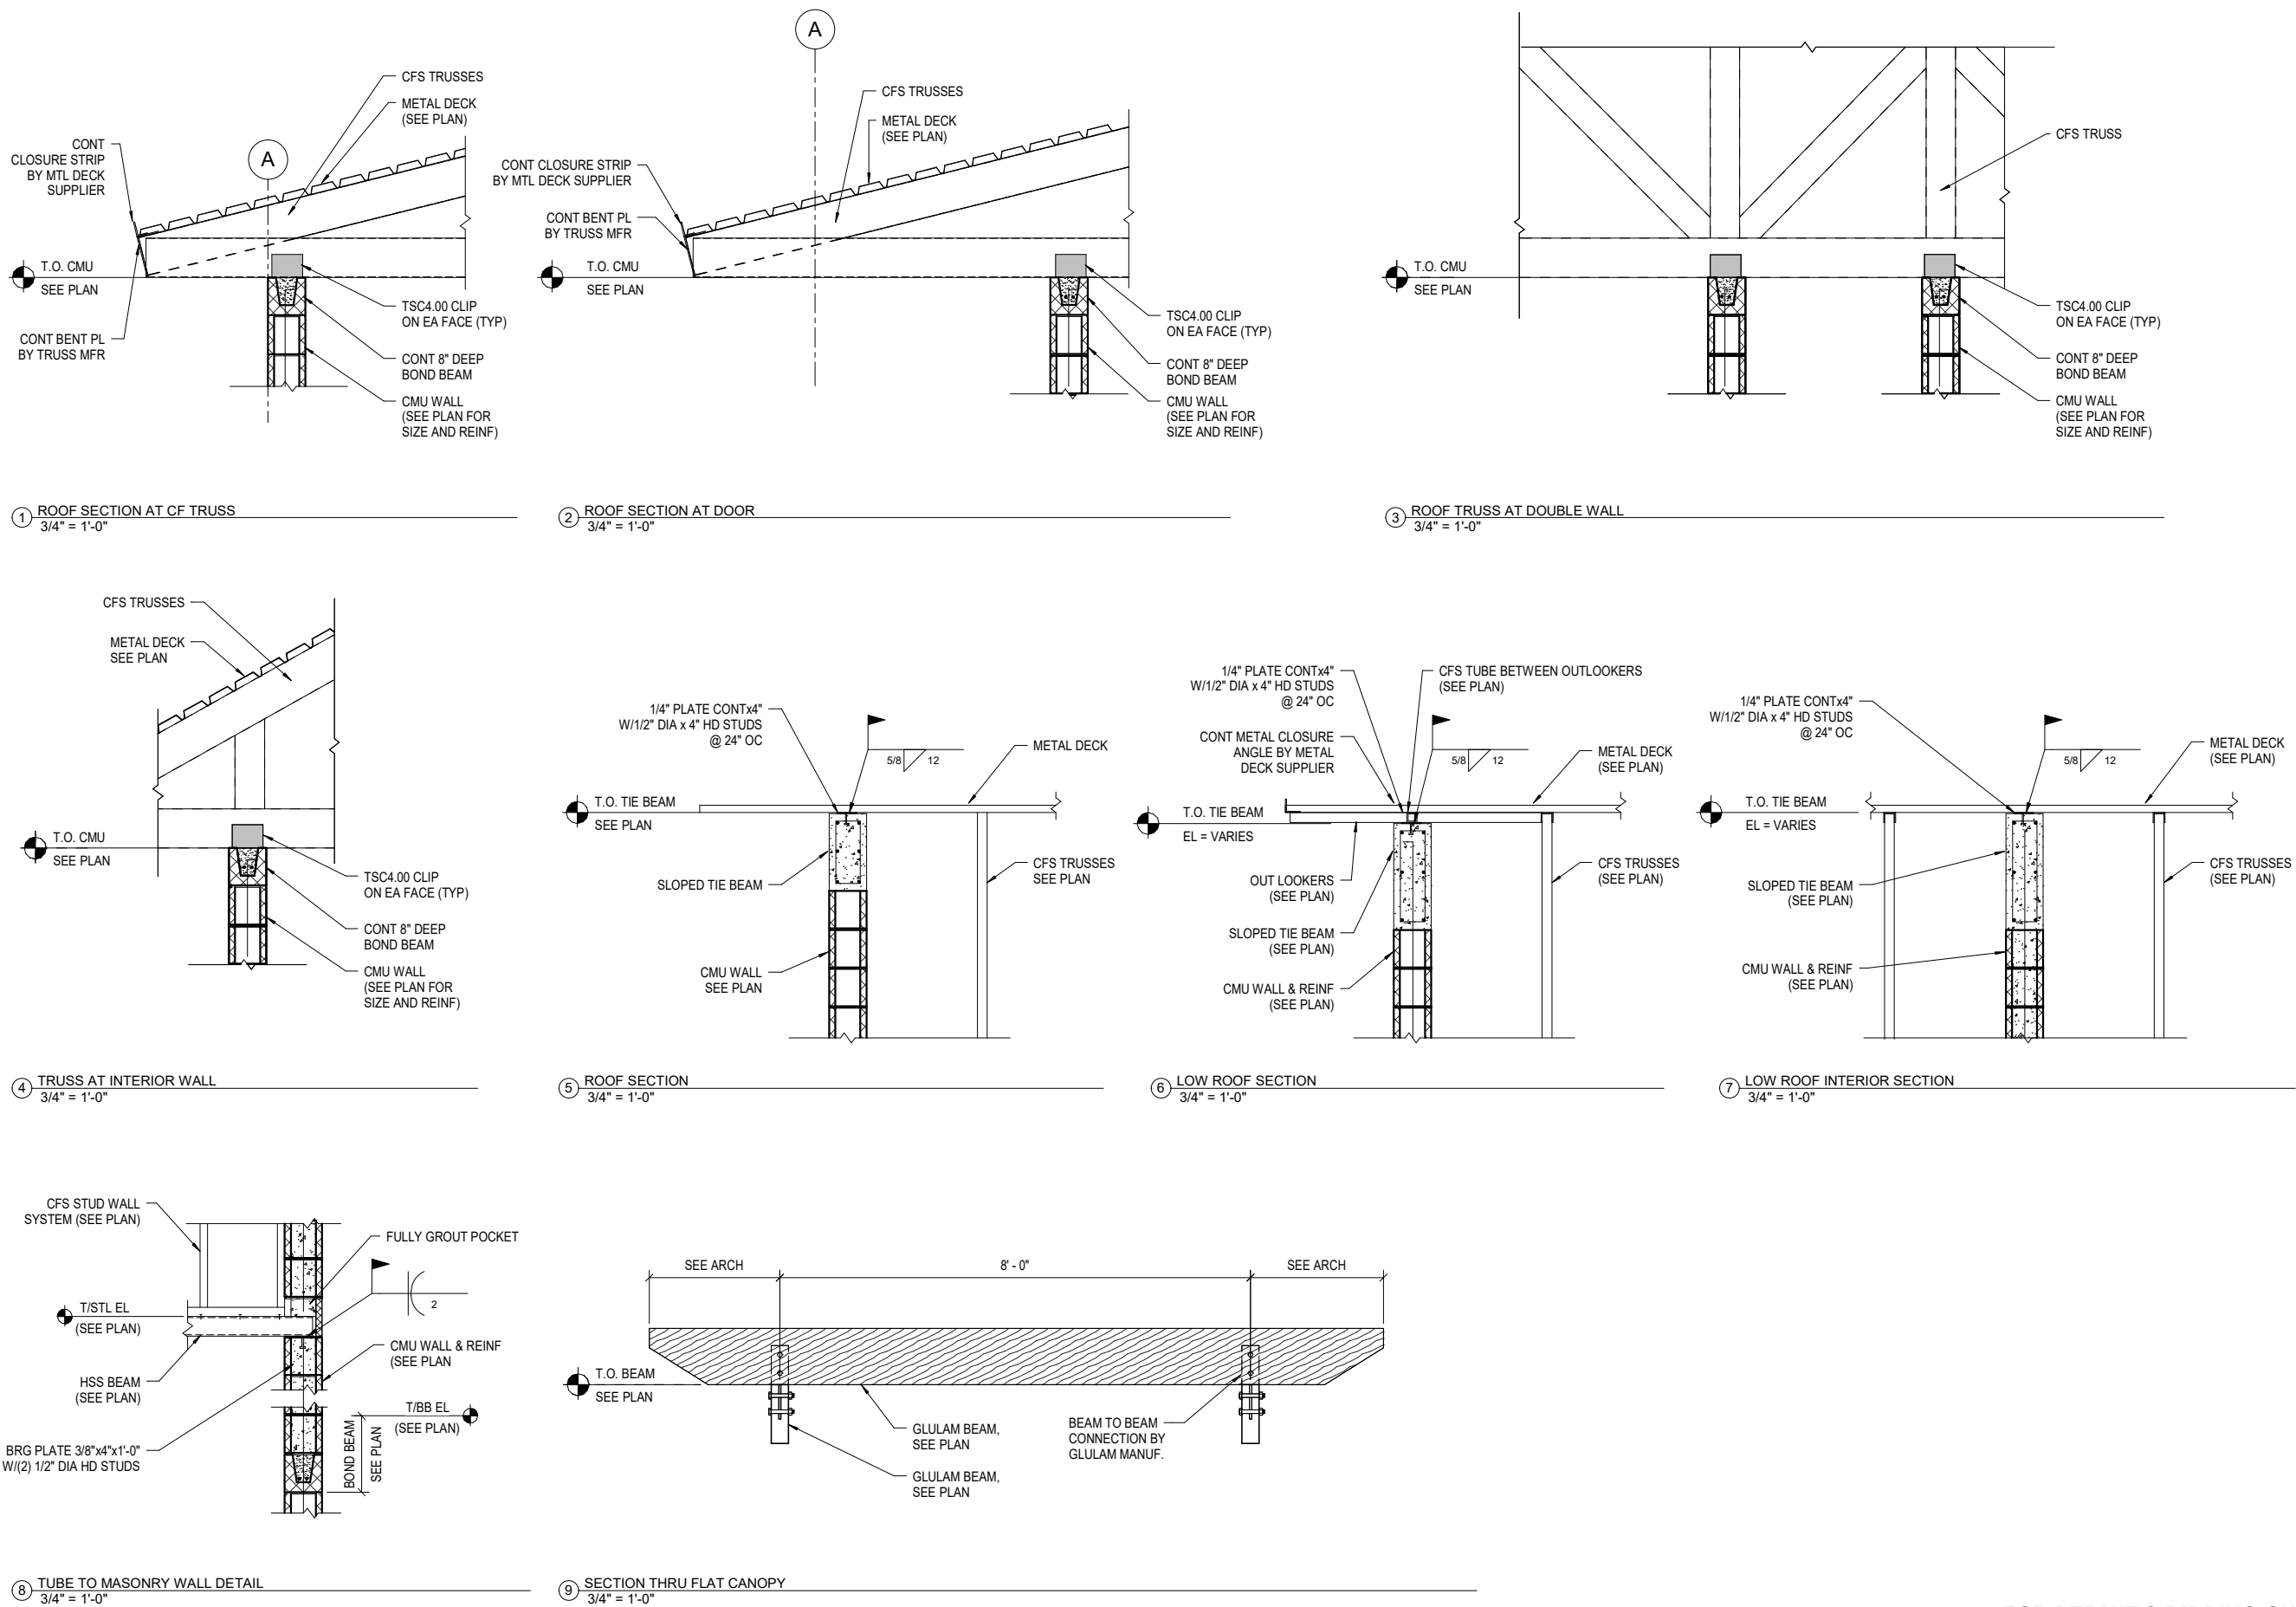 A
CFS TRUSSES
METAL DECK
(SEE PLAN)
CONT
CLOSURE STRIP
BY MTL DECK
SUPPLIER
T.O. CMU
SEE PLAN
CONT BENT PL
BY TRUSS MFR
TSC4.00 CLIP
ON EA FACE (TYP)
CONT 8" DEEP
BOND BEAM
CMU WALL
(SEE PLAN FOR
SIZE AND REINF)
1 ROOF SECTION AT CF TRUSS
3/4" = 1'-0"
A
CFS TRUSSES
METAL DECK
(SEE PLAN)
CONT CLOSURE STRIP
BY MTL DECK SUPPLIER
CONT BENT PL
BY TRUSS MFR
T.O. CMU
SEE PLAN
TSC4.00 CLIP
ON EA FACE (TYP)
CONT 8" DEEP
BOND BEAM
CMU WALL
(SEE PLAN FOR
SIZE AND REINF)
2 ROOF SECTION AT DOOR
3/4" = 1'-0"
CFS TRUSS
T.O. CMU
SEE PLAN
TSC4.00 CLIP
ON EA FACE (TYP)
CONT 8" DEEP
BOND BEAM
CMU WALL
(SEE PLAN FOR
SIZE AND REINF)
3 ROOF TRUSS AT DOUBLE WALL
3/4" = 1'-0"
CFS TRUSSES
METAL DECK
SEE PLAN
T.O. CMU
SEE PLAN
TSC4.00 CLIP
ON EA FACE (TYP)
CONT 8" DEEP
BOND BEAM
CMU WALL
(SEE PLAN FOR
SIZE AND REINF)
4 TRUSS AT INTERIOR WALL
3/4" = 1'-0"
1/4" PLATE CONTx4"
W/1/2" DIA x 4" HD STUDS
@ 24" OC
5/8 12
METAL DECK
T.O. TIE BEAM
SEE PLAN
SLOPED TIE BEAM
CFS TRUSSES
SEE PLAN
CMU WALL
SEE PLAN
5 ROOF SECTION
3/4" = 1'-0"
1/4" PLATE CONTx4"
W/1/2" DIA x 4" HD STUDS
@ 24" OC
CFS TUBE BETWEEN OUTLOOKERS
(SEE PLAN)
CONT METAL CLOSURE
ANGLE BY METAL
DECK SUPPLIER
5/8 12
METAL DECK
(SEE PLAN)
T.O. TIE BEAM
EL = VARIES
OUT LOOKERS
(SEE PLAN)
CFS TRUSSES
(SEE PLAN)
SLOPED TIE BEAM
(SEE PLAN)
CMU WALL & REINF
(SEE PLAN)
6 LOW ROOF SECTION
3/4" = 1'-0"
1/4" PLATE CONTx4"
W/1/2" DIA x 4" HD STUDS
@ 24" OC
5/8 12
METAL DECK
(SEE PLAN)
T.O. TIE BEAM
EL = VARIES
CFS TRUSSES
(SEE PLAN)
SLOPED TIE BEAM
(SEE PLAN)
CMU WALL & REINF
(SEE PLAN)
7 LOW ROOF INTERIOR SECTION
3/4" = 1'-0"
CFS STUD WALL
SYSTEM (SEE PLAN)
FULLY GROUT POCKET
2
T/STL EL
(SEE PLAN)
CMU WALL & REINF
(SEE PLAN
HSS BEAM
(SEE PLAN)
T/BB EL
(SEE PLAN)
BOND BEAM
SEE PLAN
BRG PLATE 3/8"x4"x1'-0"
W/(2) 1/2" DIA HD STUDS
8 TUBE TO MASONRY WALL DETAIL
3/4" = 1'-0"
SEE ARCH
8' - 0"
SEE ARCH
T.O. BEAM
SEE PLAN
GLULAM BEAM,
SEE PLAN
GLULAM BEAM,
SEE PLAN
BEAM TO BEAM
CONNECTION BY
GLULAM MANUF.
9 SECTION THRU FLAT CANOPY
3/4" = 1'-0"